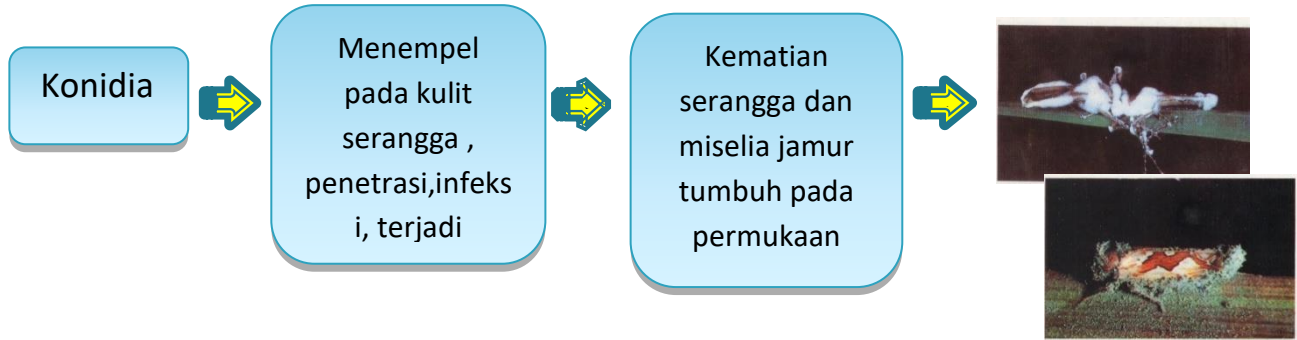 Konidia
Menempel
pada kulit
serangga ,
penetrasi,infeks
i, terjadi
Kematian
serangga dan
miselia jamur
tumbuh pada
permukaan